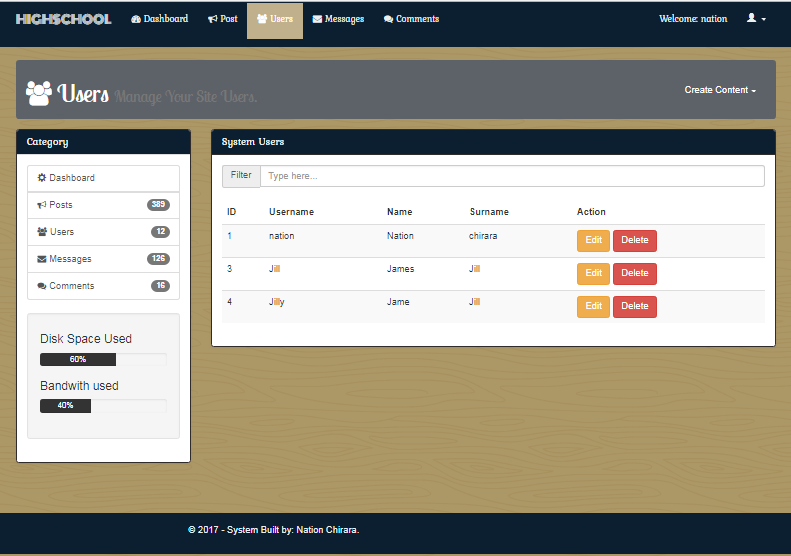 HIGHSCHOOL Dashboard Post Users Messages Comments Welcome: nation
Users Manage Your Site Users. Create Content
Category
Dashboard
Posts 389
Users 12
Messages 126
Comments 16
Disk Space Used
60%
Bandwith used
40%
System Users
Filter Type here...
ID Username Name Surname Action
1 nation Nation chirara Edit Delete
3 Jill James Jill Edit Delete
4 Jilly Jame Jill Edit Delete
© 2017 - System Built by: Nation Chirara.